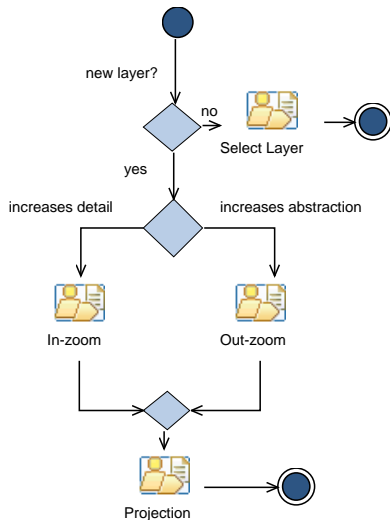 new layer?
no
Select Layer
yes
increases detail
increases abstraction
In-zoom
Out-zoom
Projection